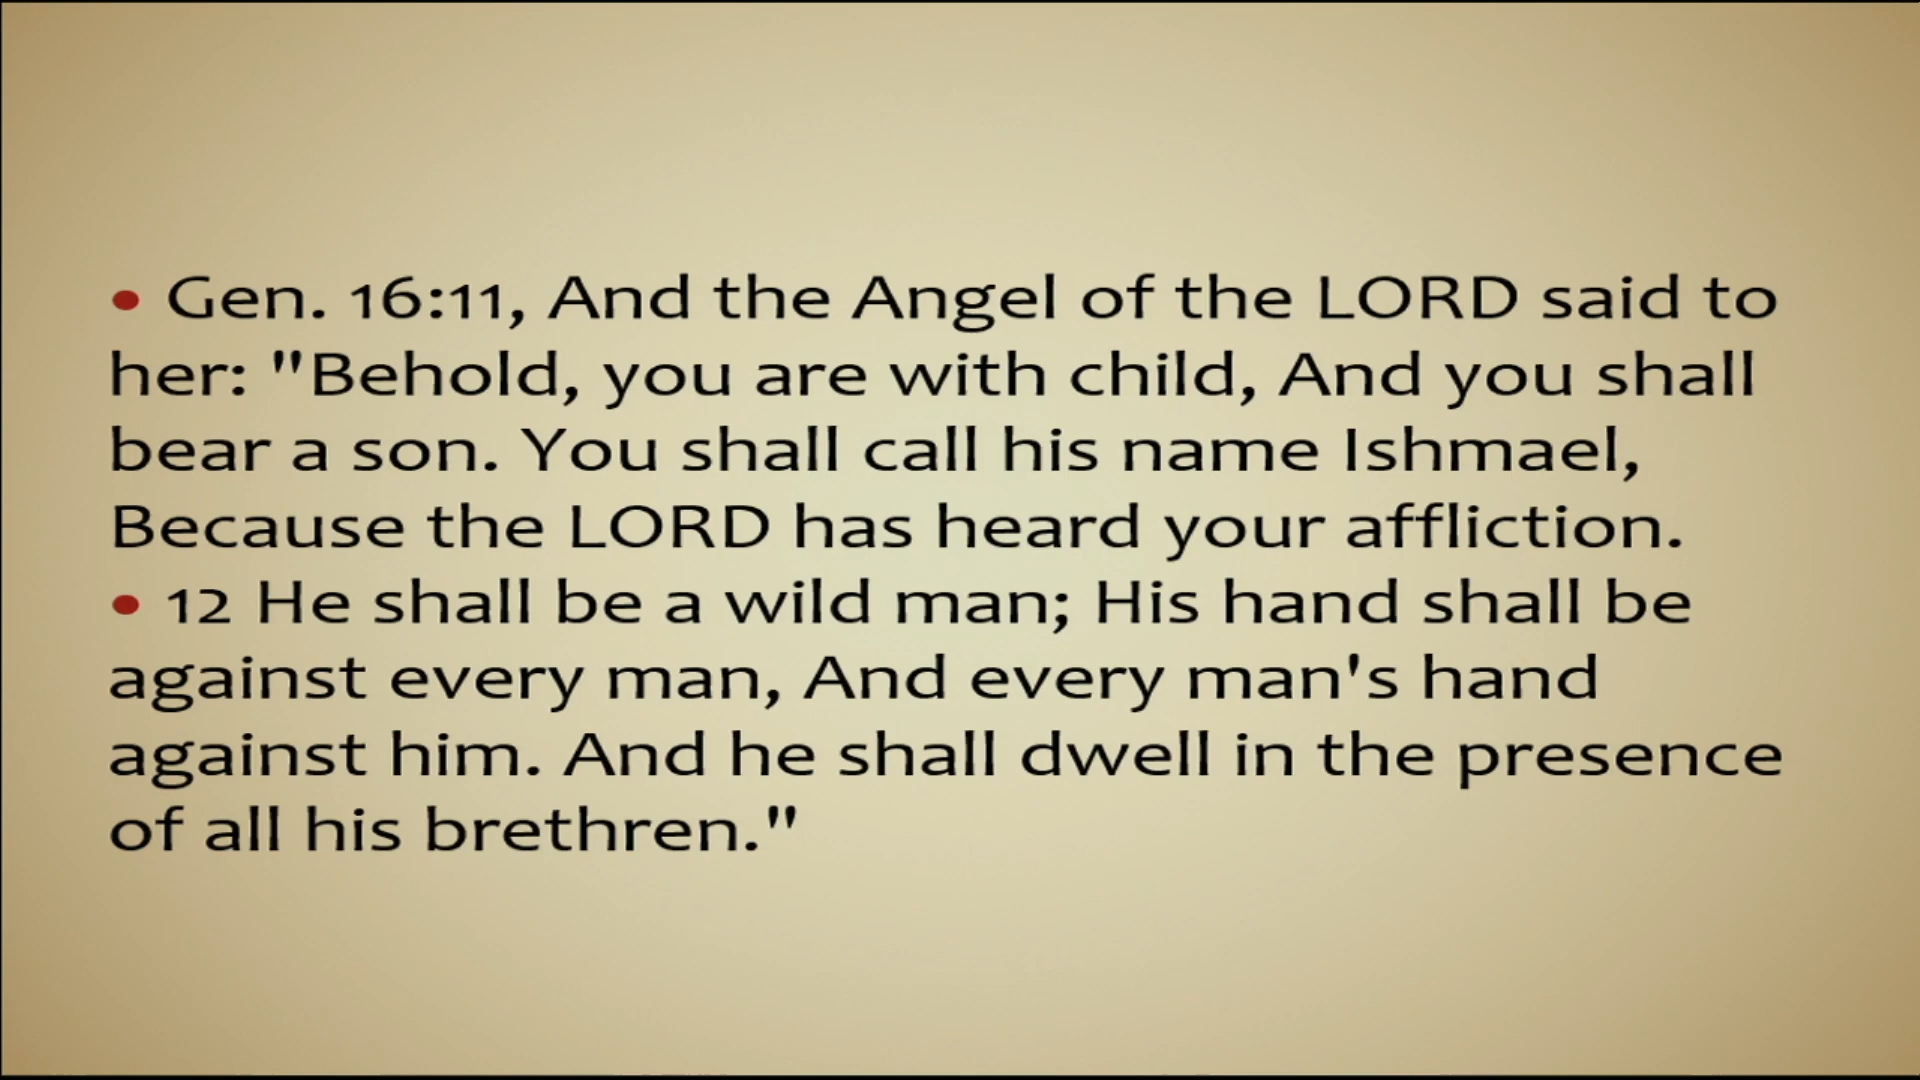 • Gen. 16:11, And the Angel of the LORD said to
her: "Behold, you are with child, And you shall
bear a son. You shall call his name Ishmael,
Because the LORD has heard your affliction.
• 12 He shall be a wild man; His hand shall be
against every man, And every man's hand
against him. And he shall dwell in the presence
of all his brethren."